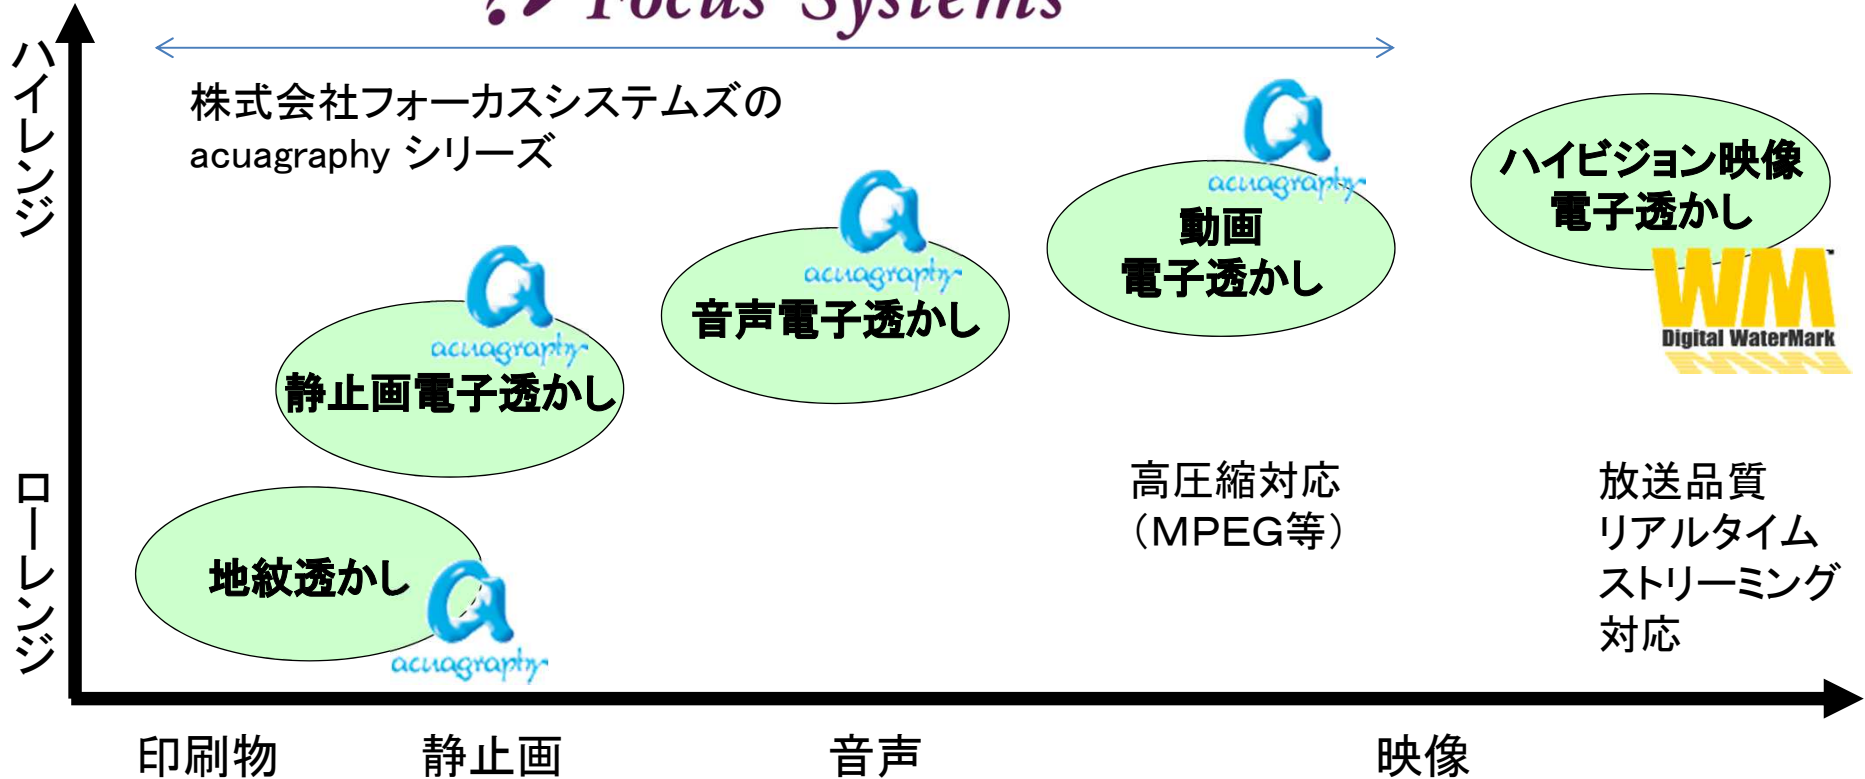 Focus Systems
ハイレンジ
株式会社フォーカスシステムズの
acuagraphy シリーズ
acuagraphy
ハイビジョン映像
電子透かし
WM
Digital WaterMark
acuagraphy
動画
電子透かし
acuagraphy
音声電子透かし
acuagraphy
静止画電子透かし
ローレンジ
地紋透かし
acuagraphy
高圧縮対応
（MPEG等）
放送品質
リアルタイム
ストリーミング
対応
印刷物
静止画
音声
映像